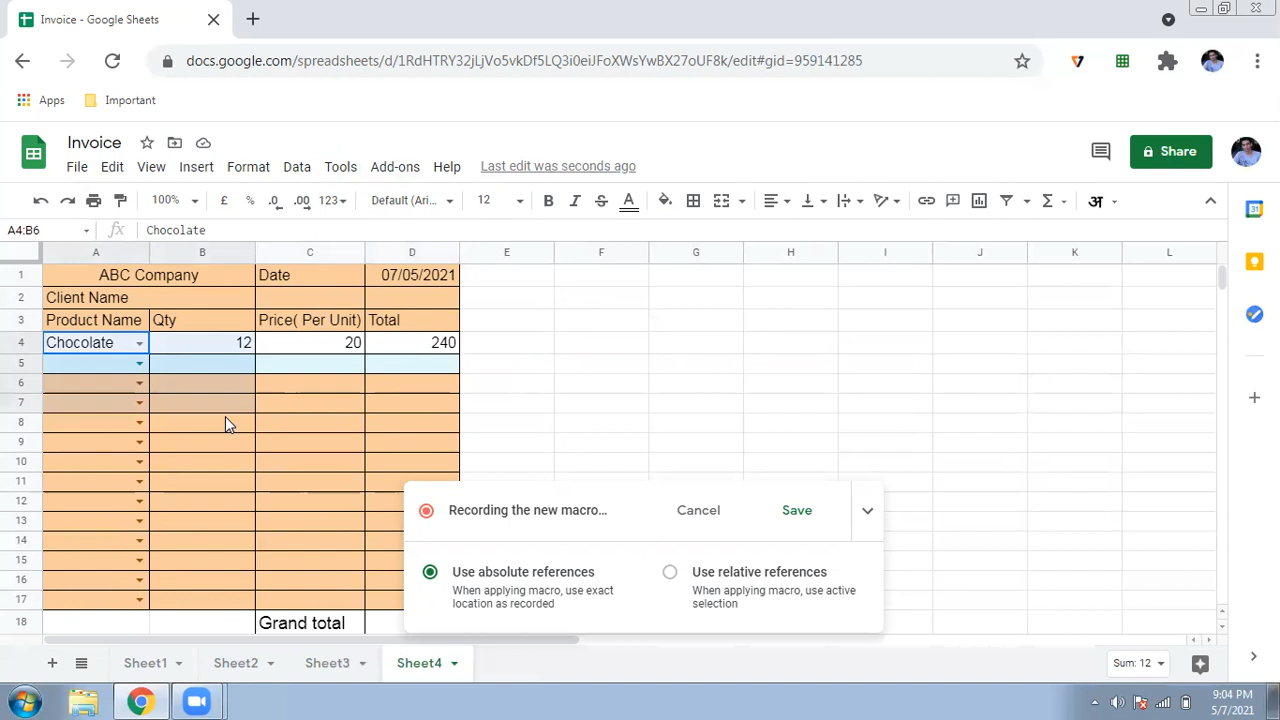 Invoice - Google Sheets
docs.google.com/spreadsheets/d/1RdHTRY32jLjVo5PkDf5LQ3i0eiJFoXWsYwBX27oUF8k/edit#gid=959141285
Apps Important
Invoice
Share
File Edit View Insert Format Data Tools Add-ons Help Last edit was seconds ago
100% £ % .0 .00 123 Default (Ari... 12 B I S A Σ अ
A4:B6 fx Chocolate
A B C D E F G H I J K L
1 ABC Company Date 07/05/2021
2 Client Name
3 Product Name Qty Price( Per Unit) Total
4 Chocolate 12 20 240
5
6
7
8
9
10
11
12
13
14
15
16
17
18 Grand total
Recording the new macro...
Cancel Save
Use absolute references
When applying macro, use exact
location as recorded
Use relative references
When applying macro, use active
selection
Sheet1 Sheet2 Sheet3 Sheet4 Sum: 12
9:04 PM
5/7/2021